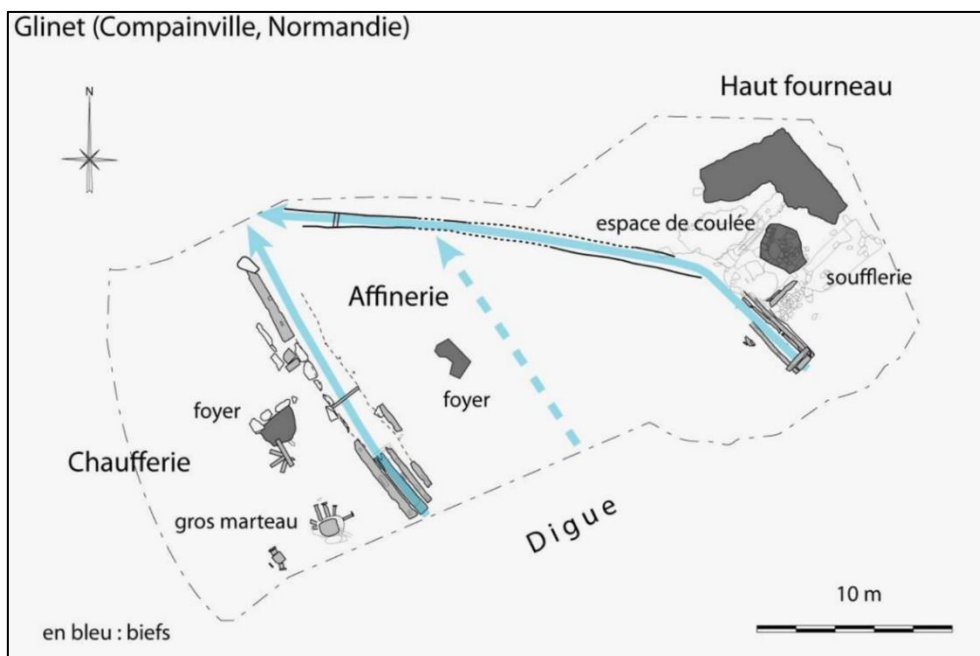 Glinet (Compainville, Normandie)
N
Haut fourneau
espace de coulée
soufflerie
Affinerie
foyer
foyer
Chaufferie
gros marteau
Digue
10 m
en bleu : biefs